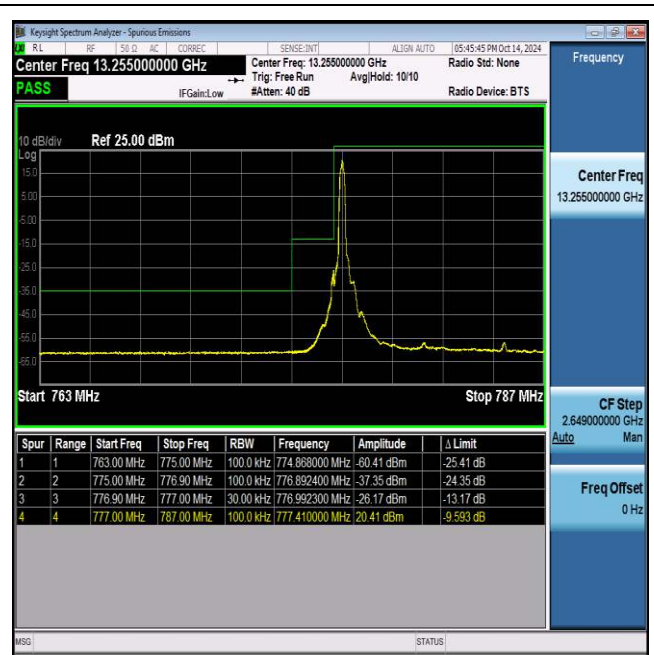 Keysight Spectrum Analyzer - Spurious Emissions
RL RF 50 Ω AC CORREC SENSE:INT ALIGN AUTO 05:45:45 PM Oct 14, 2024
Center Freq 13.255000000 GHz
Center Freq: 13.255000000 GHz
Radio Std: None
Trig: Free Run Avg|Hold: 10/10
PASS
IFGain:Low
#Atten: 40 dB
Radio Device: BTS
10 dB/div Ref 25.00 dBm
Log
15.0
5.00
-5.00
-15.0
-25.0
-35.0
-45.0
-55.0
-65.0
Start 763 MHz Stop 787 MHz
Spur Range Start Freq Stop Freq RBW Frequency Amplitude Δ Limit
1 1 763.00 MHz 775.00 MHz 100.0 kHz 774.868000 MHz -60.41 dBm -25.41 dB
2 2 775.00 MHz 776.90 MHz 100.0 kHz 776.892400 MHz -37.35 dBm -24.35 dB
3 3 776.90 MHz 777.00 MHz 30.00 kHz 776.992300 MHz -26.17 dBm -13.17 dB
4 4 777.00 MHz 787.00 MHz 100.0 kHz 777.410000 MHz 20.41 dBm -9.593 dB
MSG STATUS
Frequency
Center Freq
13.255000000 GHz
CF Step
2.649000000 GHz
Auto Man
Freq Offset
0 Hz